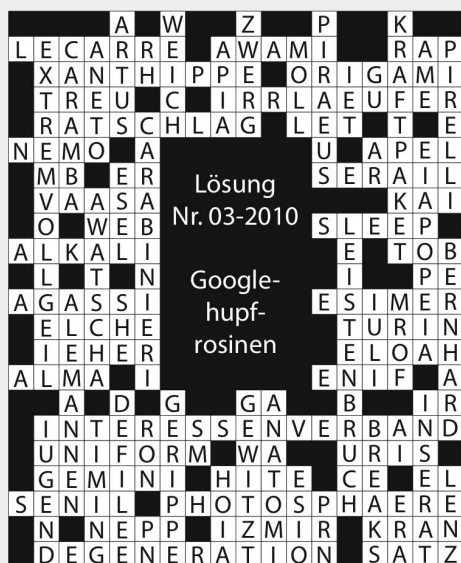 A W Z P K
LECARRE AWAMI RAP
XANTHIPPE ORIGAMI
TREU C IRRLAEUFER
RATSCHLAG LET T E
NEMO A U APEL
MB ER SERAIL
VAASA KAI
O WEB SLEEP
ALKALI E TOB
L T N I PE
AGASSI ESIMER
ELCHE TURIN
IEHER ELOAH
ALMA I ENIF A
A D G GA B IR
INTERESSENVERBAND
UNIFORM WA URIS
GEMINI HITE CE EL
SENIL PHOTOSPHAERE
N NEPP IZMIR KRAN
DEGENERATION SATZ
Lösung
Nr. 03-2010
Google-
hupf-
rosinen